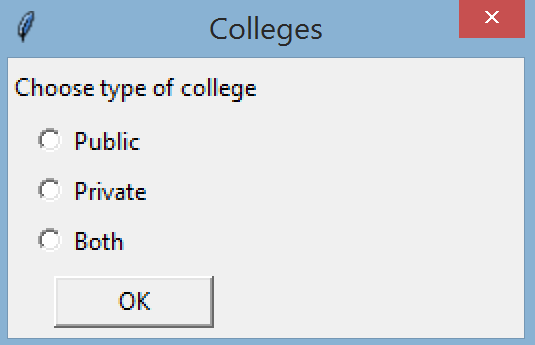 Colleges
Choose type of college
Public
Private
Both
OK